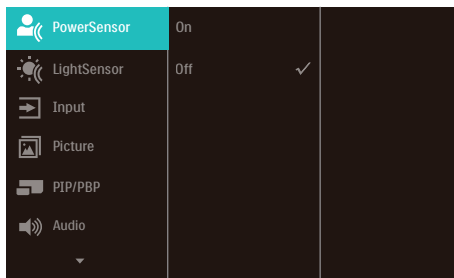 PowerSensor
On
LightSensor
Off
Input
Picture
PIP/PBP
Audio